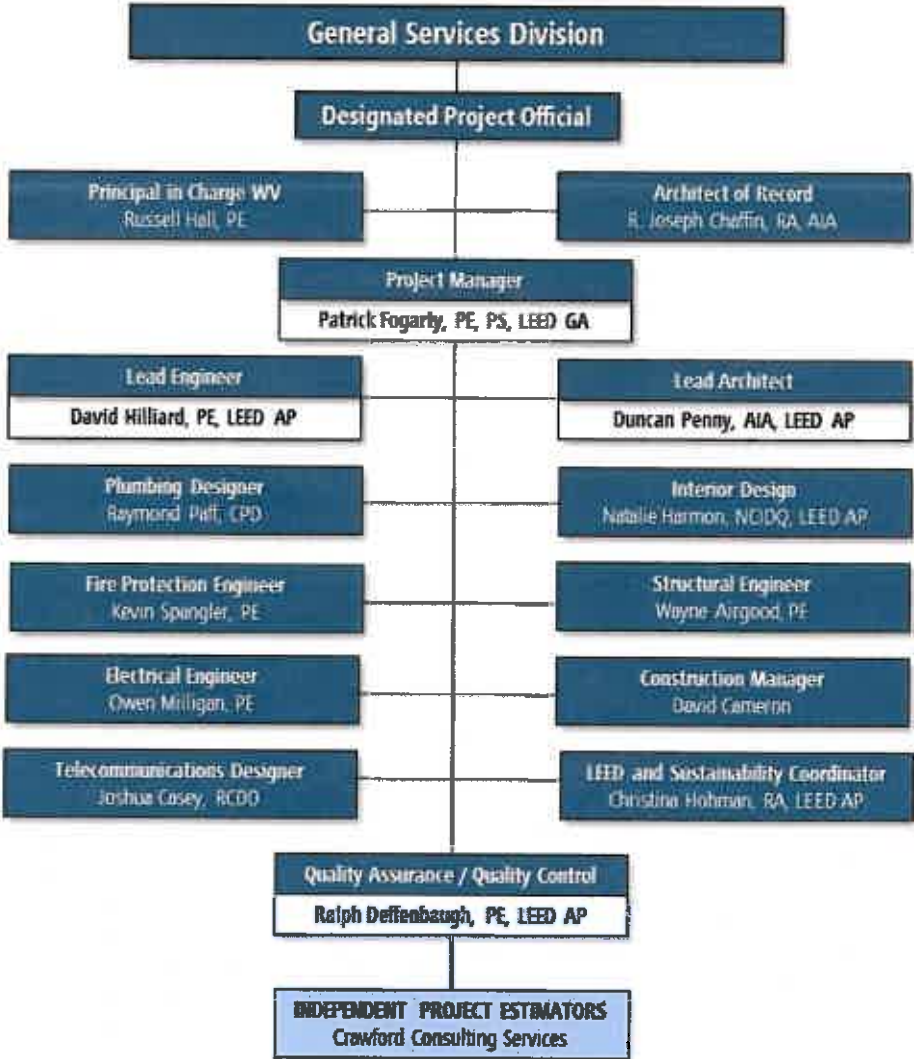 General Services Division
Designated Project Official
Principal in Charge WV
Russell Hall, PE
Architect of Record
R. Joseph Chaffin, RA, AIA
Project Manager
Patrick Fogarty, PE, PS, LEED GA
Lead Engineer
David Hilliard, PE, LEED AP
Lead Architect
Duncan Penny, AIA, LEED AP
Plumbing Designer
Raymond Paff, CPD
Interior Design
Natalie Harmon, NCIDQ, LEED AP
Fire Protection Engineer
Kevin Spangler, PE
Structural Engineer
Wayne Airgood, PE
Electrical Engineer
Owen Milligan, PE
Construction Manager
David Cameron
Telecommunications Designer
Joshua Casey, RCDD
LEED and Sustainability Coordinator
Christina Hohman, RA, LEED AP
Quality Assurance / Quality Control
Ralph Deffenbaugh, PE, LEED AP
INDEPENDENT PROJECT ESTIMATORS
Crawford Consulting Services